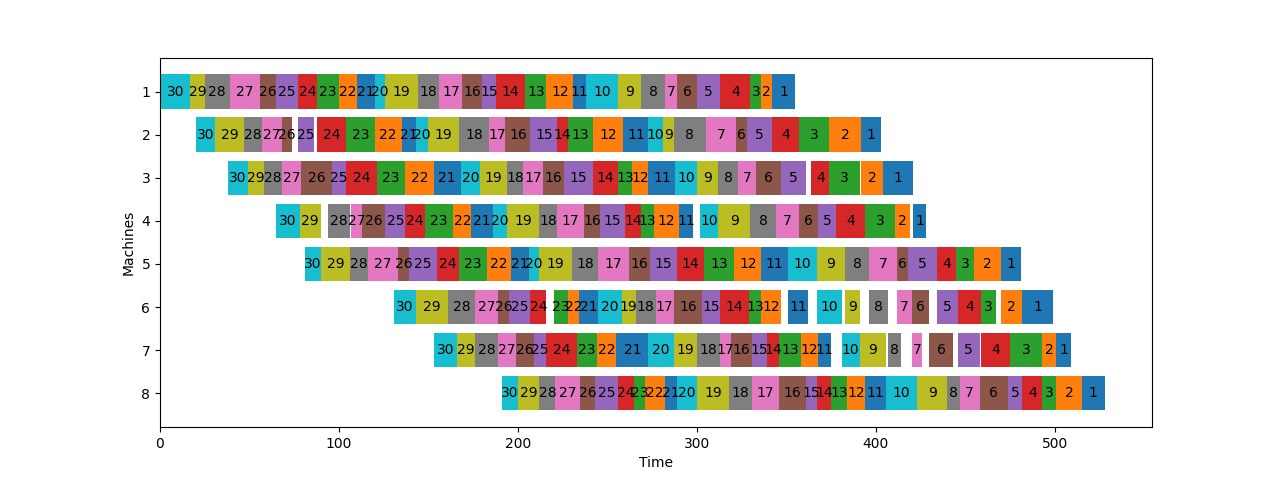 1 30 29 28 27 26 25 24 23 22 21 20 19 18 17 16 15 14 13 12 11 10 9 8 7 6 5 4 3 2 1
2 30 29 28 27 26 25 24 23 22 21 20 19 18 17 16 15 14 13 12 11 10 9 8 7 6 5 4 3 2 1
3 30 29 28 27 26 25 24 23 22 21 20 19 18 17 16 15 14 13 12 11 10 9 8 7 6 5 4 3 2 1
4 30 29 28 27 26 25 24 23 22 21 20 19 18 17 16 15 14 13 12 11 10 9 8 7 6 5 4 3 2 1
5 30 29 28 27 26 25 24 23 22 21 20 19 18 17 16 15 14 13 12 11 10 9 8 7 6 5 4 3 2 1
6 30 29 28 27 26 25 24 23 22 21 20 19 18 17 16 15 14 13 12 11 10 9 8 7 6 5 4 3 2 1
7 30 29 28 27 26 25 24 23 22 21 20 19 18 17 16 15 14 13 12 11 10 9 8 7 6 5 4 3 2 1
8 30 29 28 27 26 25 24 23 22 21 20 19 18 17 16 15 14 13 12 11 10 9 8 7 6 5 4 3 2 1
Machines
0 100 200 300 400 500
Time